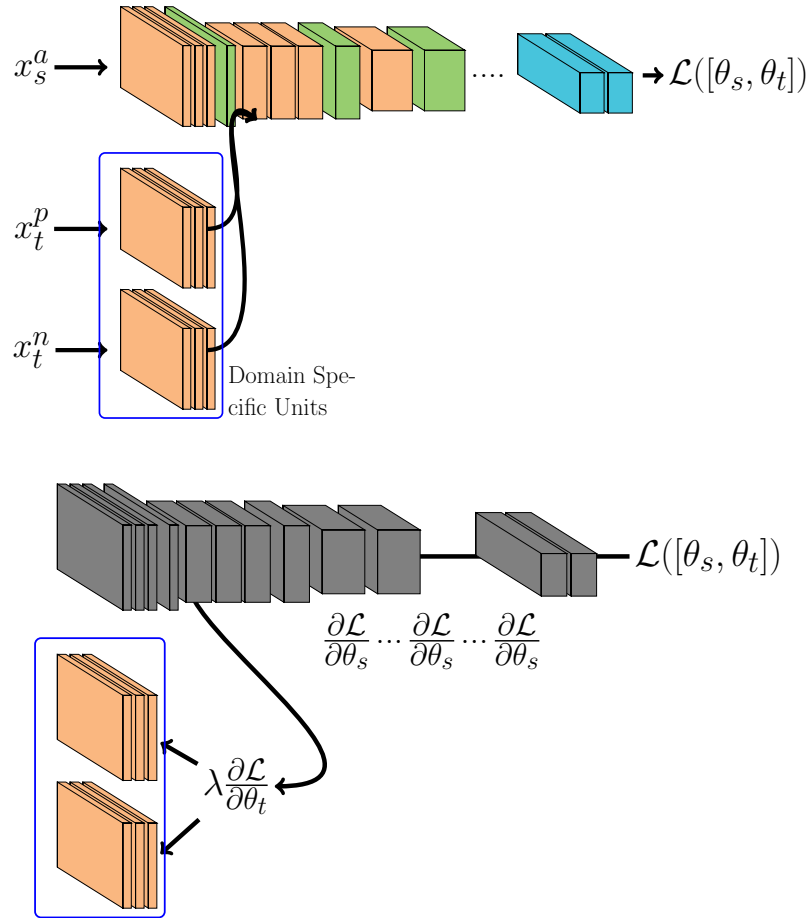 x_s^a
.... 𝓛([θ_s, θ_t])
x_t^p
x_t^n
Domain Spe-
cific Units
𝓛([θ_s, θ_t])
∂𝓛/∂θ_s ... ∂𝓛/∂θ_s ... ∂𝓛/∂θ_s
λ ∂𝓛/∂θ_t